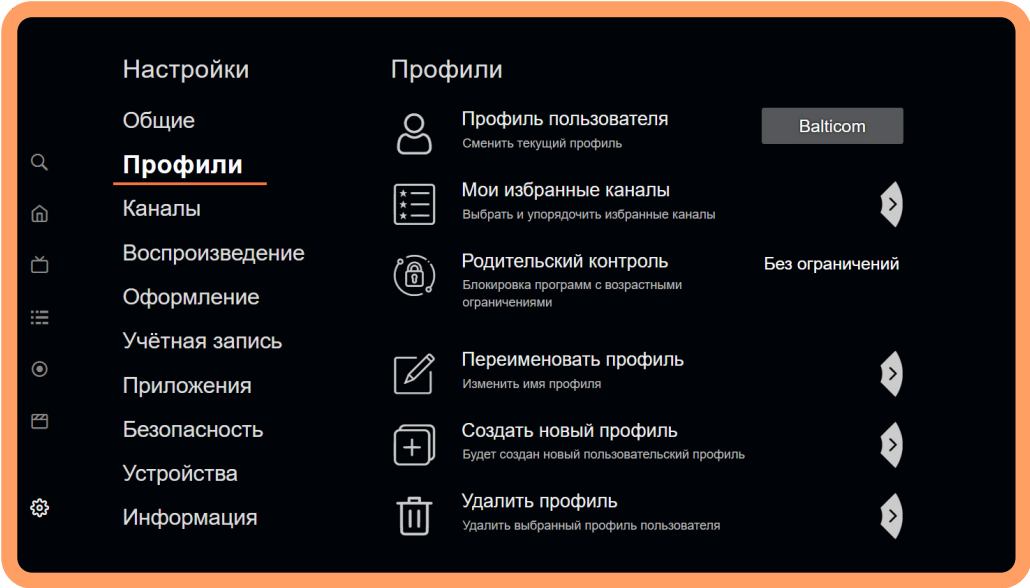 Настройки
Общие
Профили
Каналы
Воспроизведение
Оформление
Учётная запись
Приложения
Безопасность
Устройства
Информация
Профили
Профиль пользователя
Сменить текущий профиль
Balticom
Мои избранные каналы
Выбрать и упорядочить избранные каналы
Родительский контроль
Блокировка программ с возрастными
ограничениями
Без ограничений
Переименовать профиль
Изменить имя профиля
Создать новый профиль
Будет создан новый пользовательский профиль
Удалить профиль
Удалить выбранный профиль пользователя